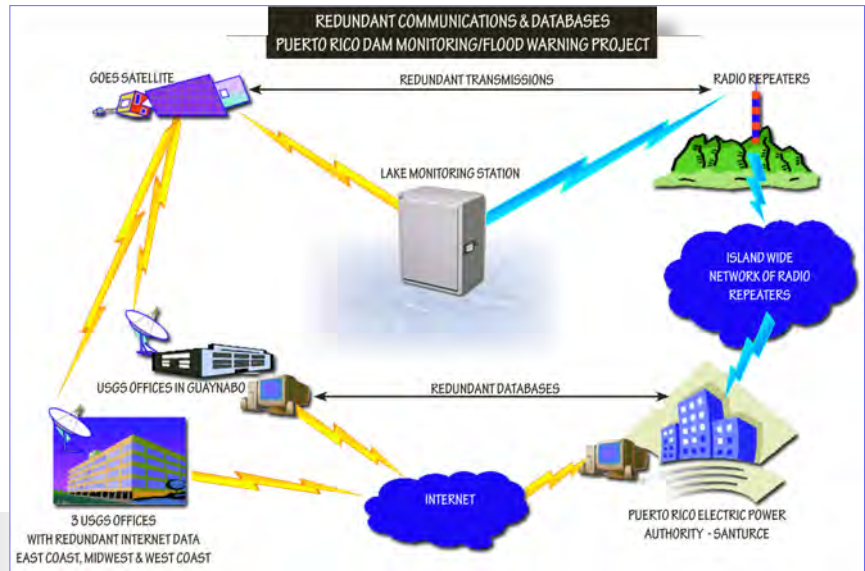 REDUNDANT COMMUNICATIONS & DATABASES
PUERTO RICO DAM MONITORING/FLOOD WARNING PROJECT
GOES SATELLITE
REDUNDANT TRANSMISSIONS
RADIO REPEATERS
LAKE MONITORING STATION
ISLAND WIDE
NETWORK OF RADIO
REPEATERS
USGS OFFICES IN GUAYNABO
REDUNDANT DATABASES
INTERNET
3 USGS OFFICES
WITH REDUNDANT INTERNET DATA
EAST COAST, MIDWEST & WEST COAST
PUERTO RICO ELECTRIC POWER
AUTHORITY - SANTURCE